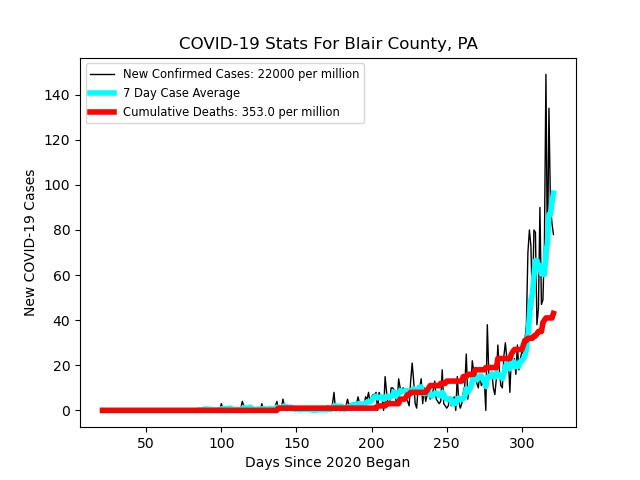 COVID-19 Stats For Blair County, PA
New Confirmed Cases: 22000 per million
7 Day Case Average
Cumulative Deaths: 353.0 per million
New COVID-19 Cases
140
120
100
80
60
40
20
0
50
100
150
200
250
300
Days Since 2020 Began